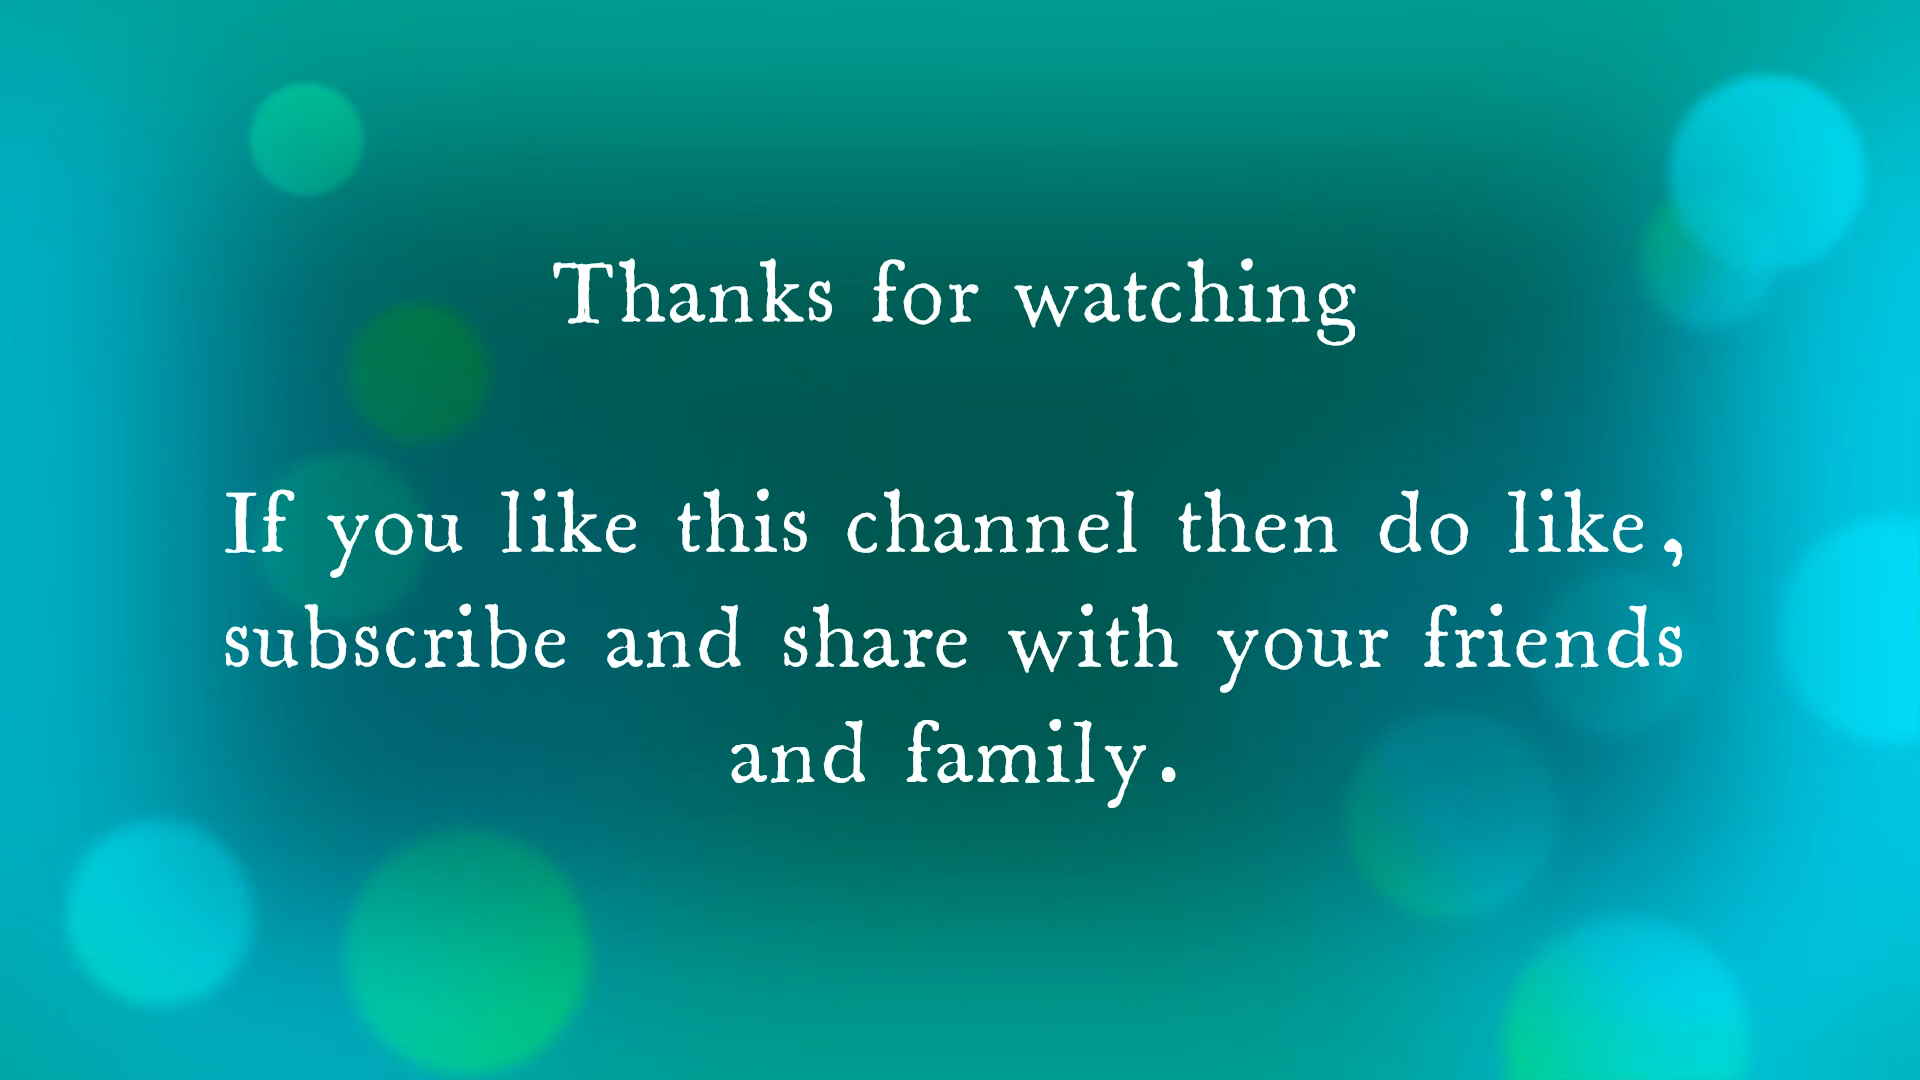 Thanks for watching
If you like this channel then do like,
subscribe and share with your friends
and family.